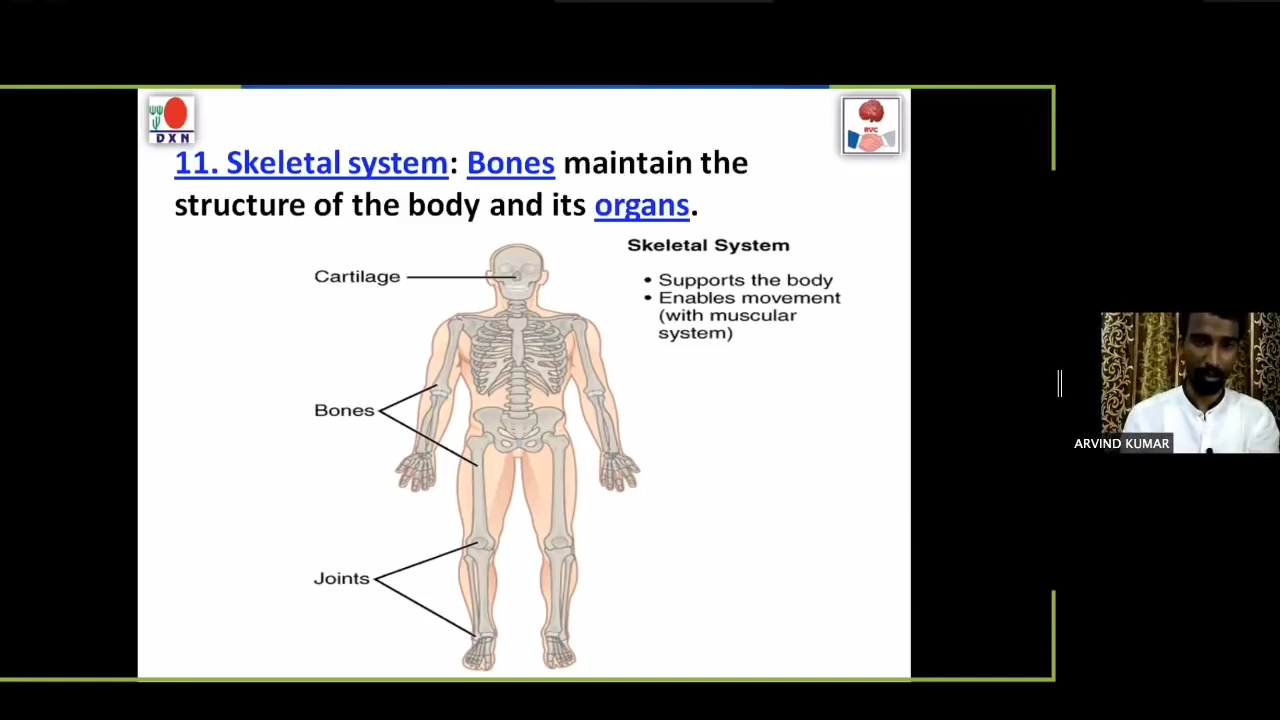 DXN
RVC
11. Skeletal system: Bones maintain the
structure of the body and its organs.
Skeletal System
Cartilage
• Supports the body
• Enables movement
(with muscular
system)
Bones
ARVIND KUMAR
Joints